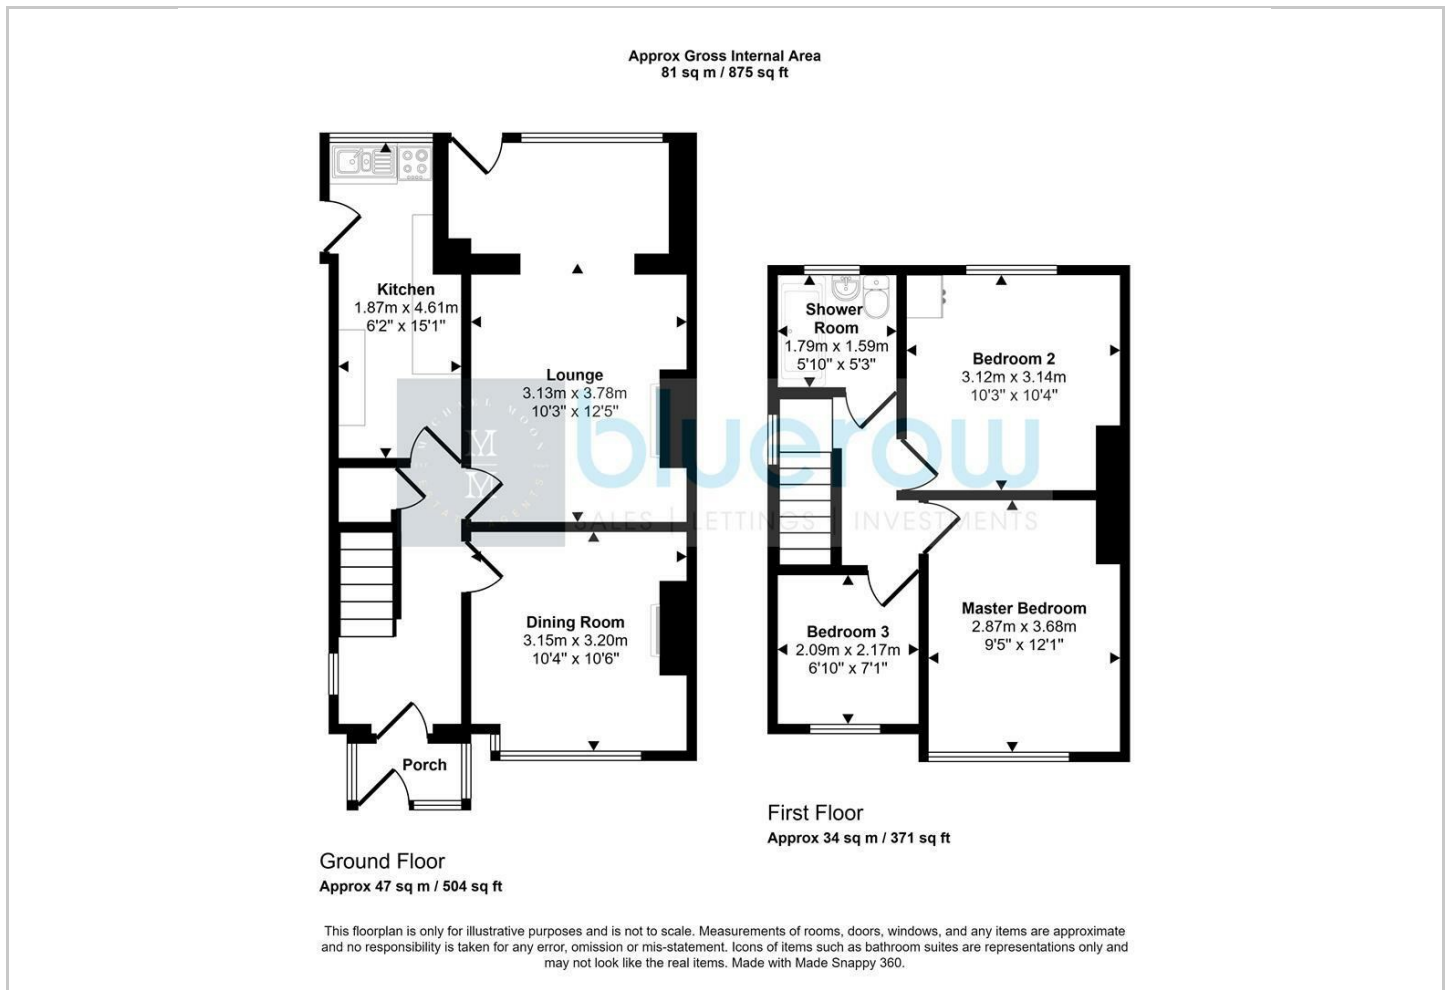 Approx Gross Internal Area
81 sq m / 875 sq ft
Kitchen
1.87m x 4.61m
6'2" x 15'1"
Lounge
3.13m x 3.78m
10'3" x 12'5"
Dining Room
3.15m x 3.20m
10'4" x 10'6"
Porch
Ground Floor
Approx 47 sq m / 504 sq ft
Shower
Room
1.79m x 1.59m
5'10" x 5'3"
Bedroom 2
3.12m x 3.14m
10'3" x 10'4"
Master Bedroom
2.87m x 3.68m
9'5" x 12'1"
Bedroom 3
2.09m x 2.17m
6'10" x 7'1"
First Floor
Approx 34 sq m / 371 sq ft
MICHAEL MOON
M
M
ESTATE AGENTS
bluerow
SALES | LETTINGS | INVESTMENTS
This floorplan is only for illustrative purposes and is not to scale. Measurements of rooms, doors, windows, and any items are approximate
and no responsibility is taken for any error, omission or mis-statement. Icons of items such as bathroom suites are representations only and
may not look like the real items. Made with Made Snappy 360.